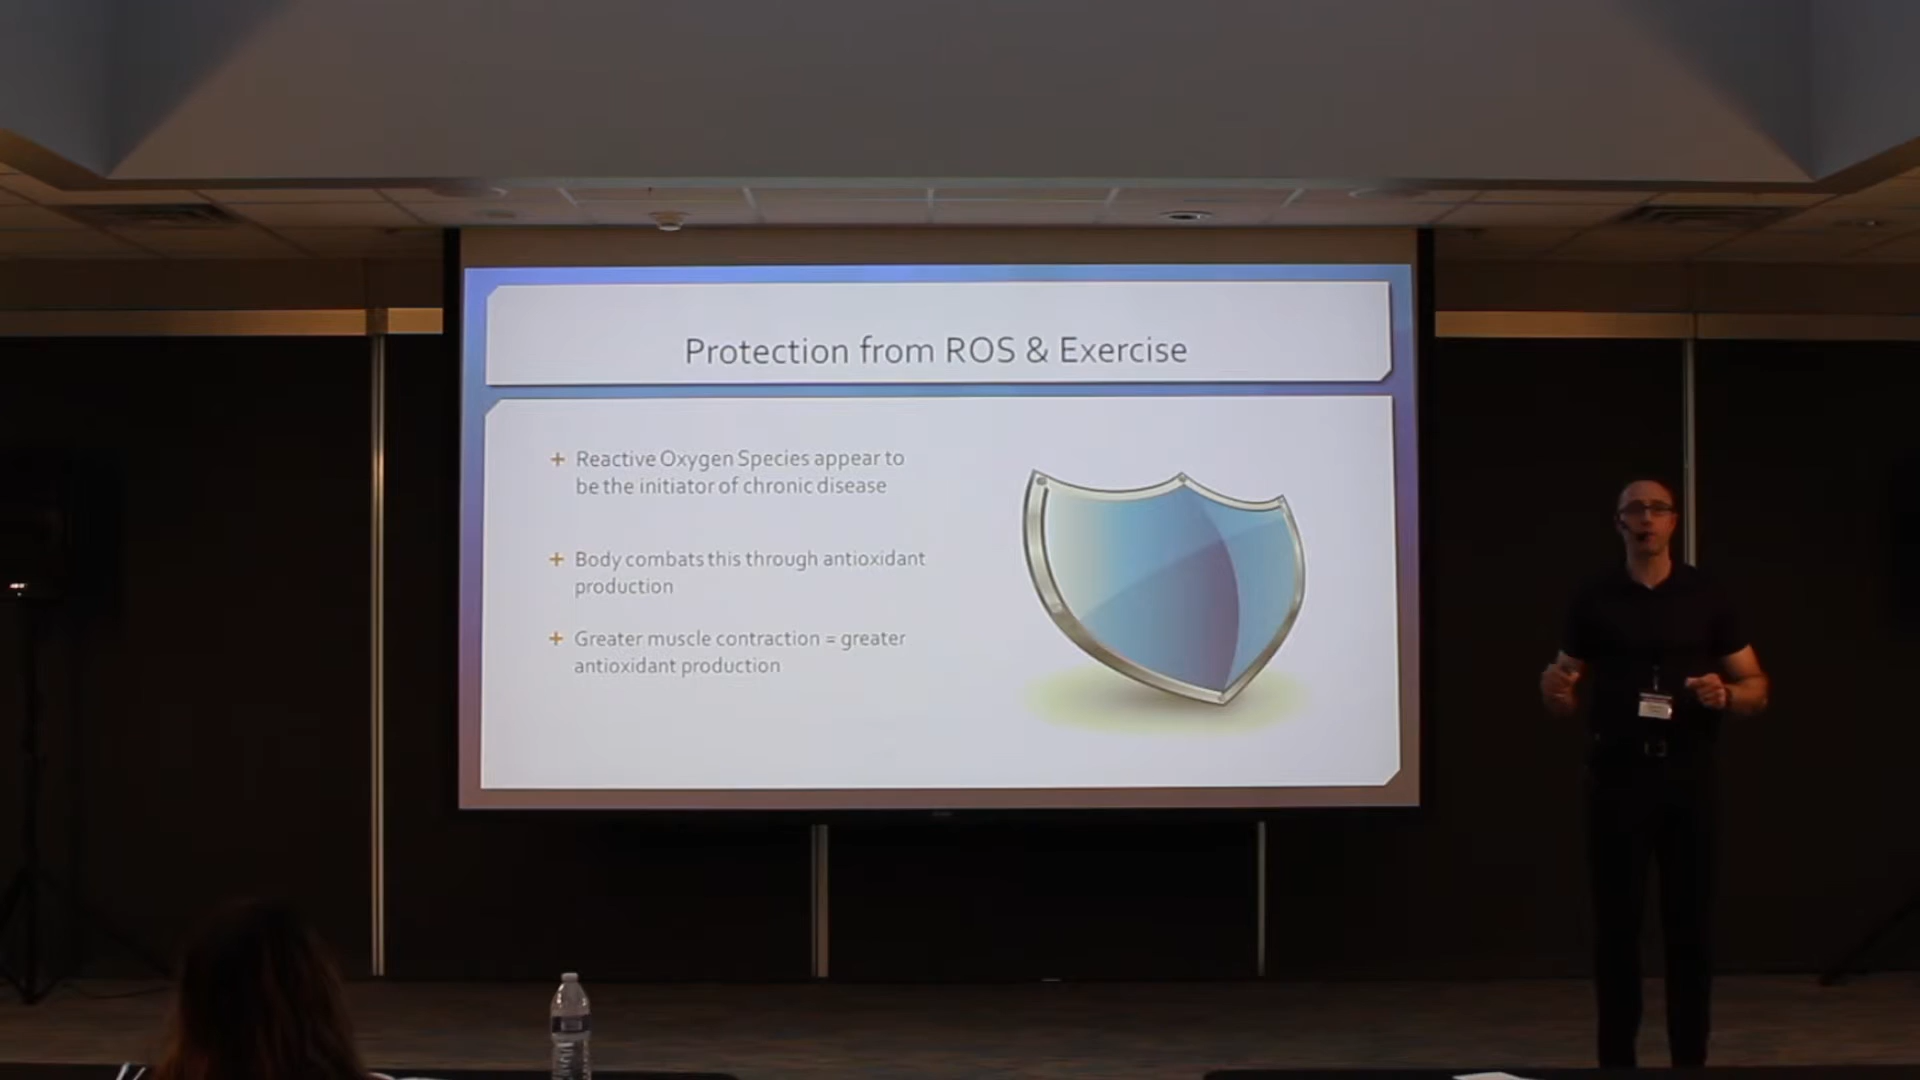 Protection from ROS & Exercise
+ Reactive Oxygen Species appear to
be the initiator of chronic disease
+ Body combats this through antioxidant
production
+ Greater muscle contraction = greater
antioxidant production